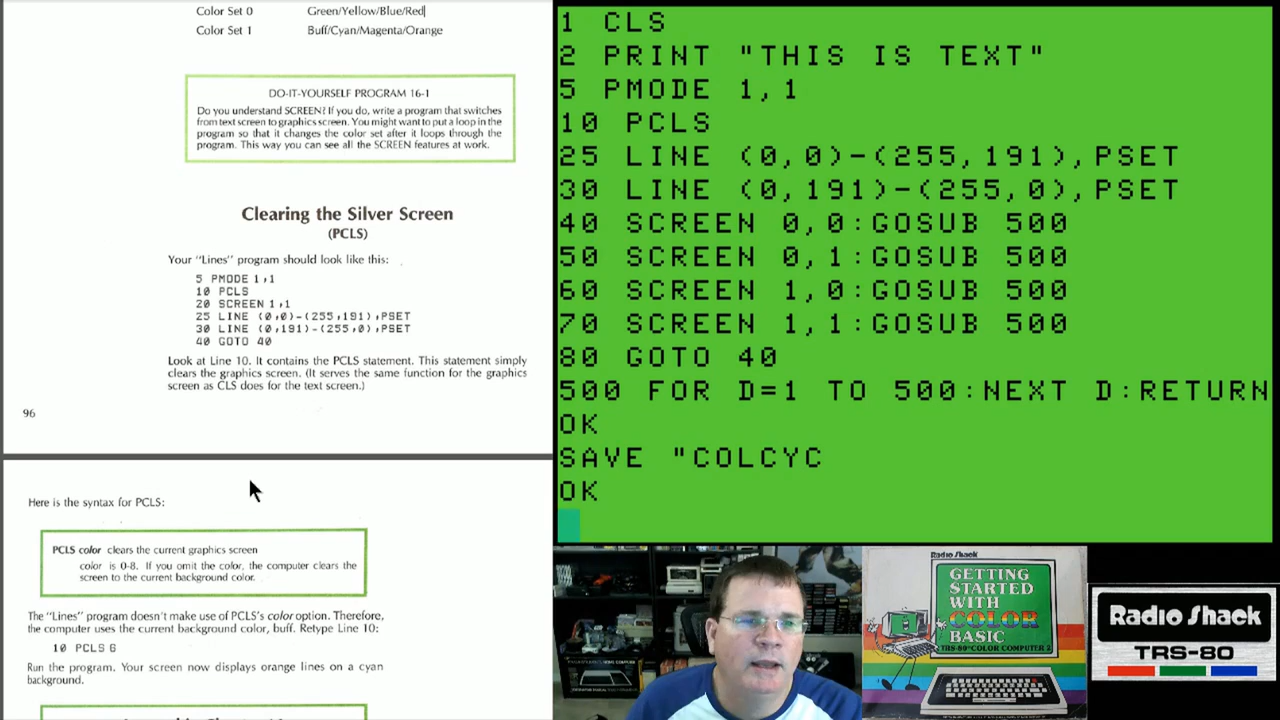 Color Set 0 Green/Yellow/Blue/Red
Color Set 1 Buff/Cyan/Magenta/Orange
DO-IT-YOURSELF PROGRAM 16-1
Do you understand SCREEN? If you do, write a program that switches
from text screen to graphics screen. You might want to put a loop in the
program so that it changes the color set after it loops through the
program. This way you can see all the SCREEN features at work.
Clearing the Silver Screen
(PCLS)
Your "Lines" program should look like this:
5 PMODE 1,1
10 PCLS
20 SCREEN 1,1
25 LINE (0,0)-(255,191),PSET
30 LINE (0,191)-(255,0),PSET
40 GOTO 40
Look at Line 10. It contains the PCLS statement. This statement simply
clears the graphics screen. (It serves the same function for the graphics
screen as CLS does for the text screen.)
96
Here is the syntax for PCLS:
PCLS color clears the current graphics screen
color is 0-8. If you omit the color, the computer clears the
screen to the current background color.
The "Lines" program doesn't make use of PCLS's color option. Therefore,
the computer uses the current background color, buff. Retype Line 10:
10 PCLS 6
Run the program. Your screen now displays orange lines on a cyan
background.
1 CLS
2 PRINT "THIS IS TEXT"
5 PMODE 1,1
10 PCLS
25 LINE (0,0)-(255,191),PSET
30 LINE (0,191)-(255,0),PSET
40 SCREEN 0,0:GOSUB 500
50 SCREEN 0,1:GOSUB 500
60 SCREEN 1,0:GOSUB 500
70 SCREEN 1,1:GOSUB 500
80 GOTO 40
500 FOR D=1 TO 500:NEXT D:RETURN
OK
SAVE "COLCYC
OK
Radio Shack
GETTING
STARTED
WITH
COLOR
BASIC
TRS-80 COLOR COMPUTER 2
Radio Shack
TRS-80